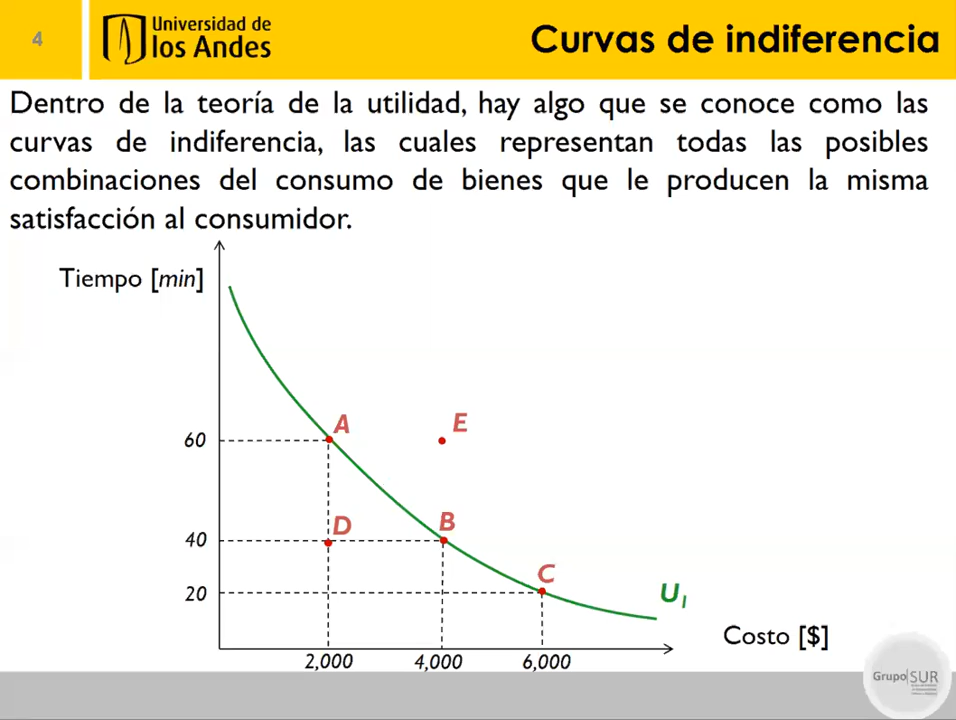 4
Universidad de
los Andes
Curvas de indiferencia
Dentro de la teoría de la utilidad, hay algo que se conoce como las
curvas de indiferencia, las cuales representan todas las posibles
combinaciones del consumo de bienes que le producen la misma
satisfacción al consumidor.
Tiempo [min]
A
E
60
D
B
40
C
20
U1
Costo [$]
2,000
4,000
6,000
Grupo|SUR